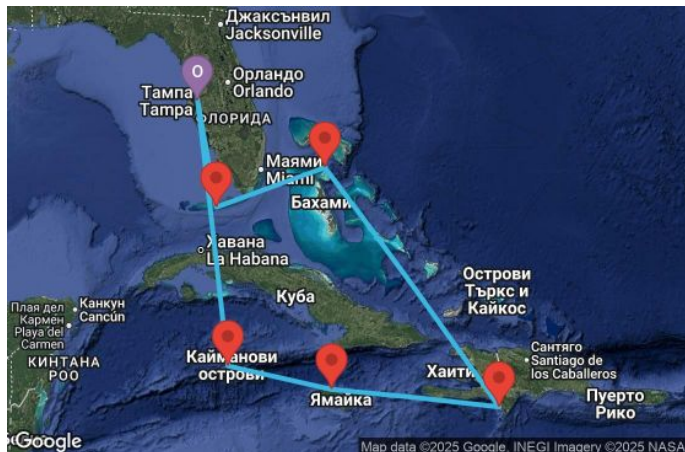 Джаксънвил
Jacksonville
O
Орландо
Orlando
Тампа
Tampa
ФЛОРИДА
Маями
Miami
Бахами
Хавана
La Habana
Куба
Острови
Търкс и
Кайкос
Плая дел
Кармен
Playa del
Carmen
Канкун
Cancún
КИНТАНА
РОО
Кайманови
острови
Ямайка
Хаити
Сантяго
Santiago de
los Caballeros
Пуерто
Рико
Google
Map data ©2025 Google, INEGI Imagery ©2025 NASA